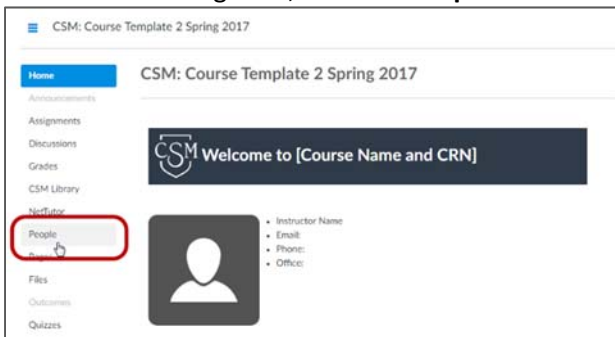 CSM: Course Template 2 Spring 2017
Home
CSM: Course Template 2 Spring 2017
Announcements
Assignments
Discussions
Grades
CSM Library
NetTutor
People
Pages
Files
Outcomes
Quizzes
CSM Welcome to [Course Name and CRN]
• Instructor Name
• Email:
• Phone:
• Office: